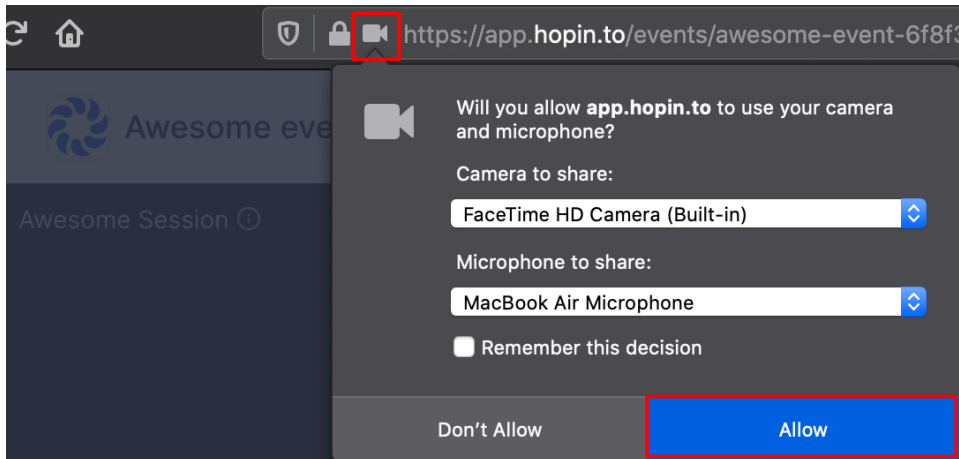 https://app.hopin.to/events/awesome-event-6f8f3
Awesome eve
Awesome Session
Will you allow app.hopin.to to use your camera
and microphone?
Camera to share:
FaceTime HD Camera (Built-in)
Microphone to share:
MacBook Air Microphone
Remember this decision
Don't Allow
Allow